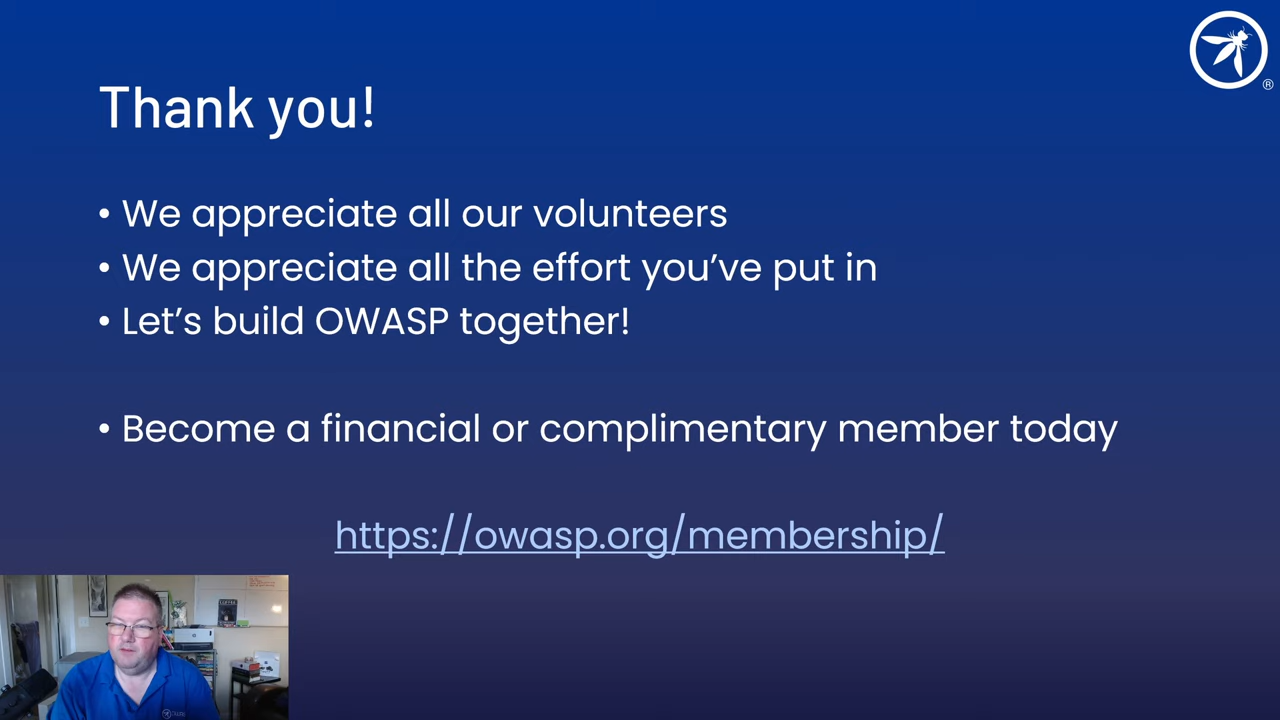 Thank you!
• We appreciate all our volunteers
• We appreciate all the effort you’ve put in
• Let’s build OWASP together!
• Become a financial or complimentary member today
https://owasp.org/membership/
®